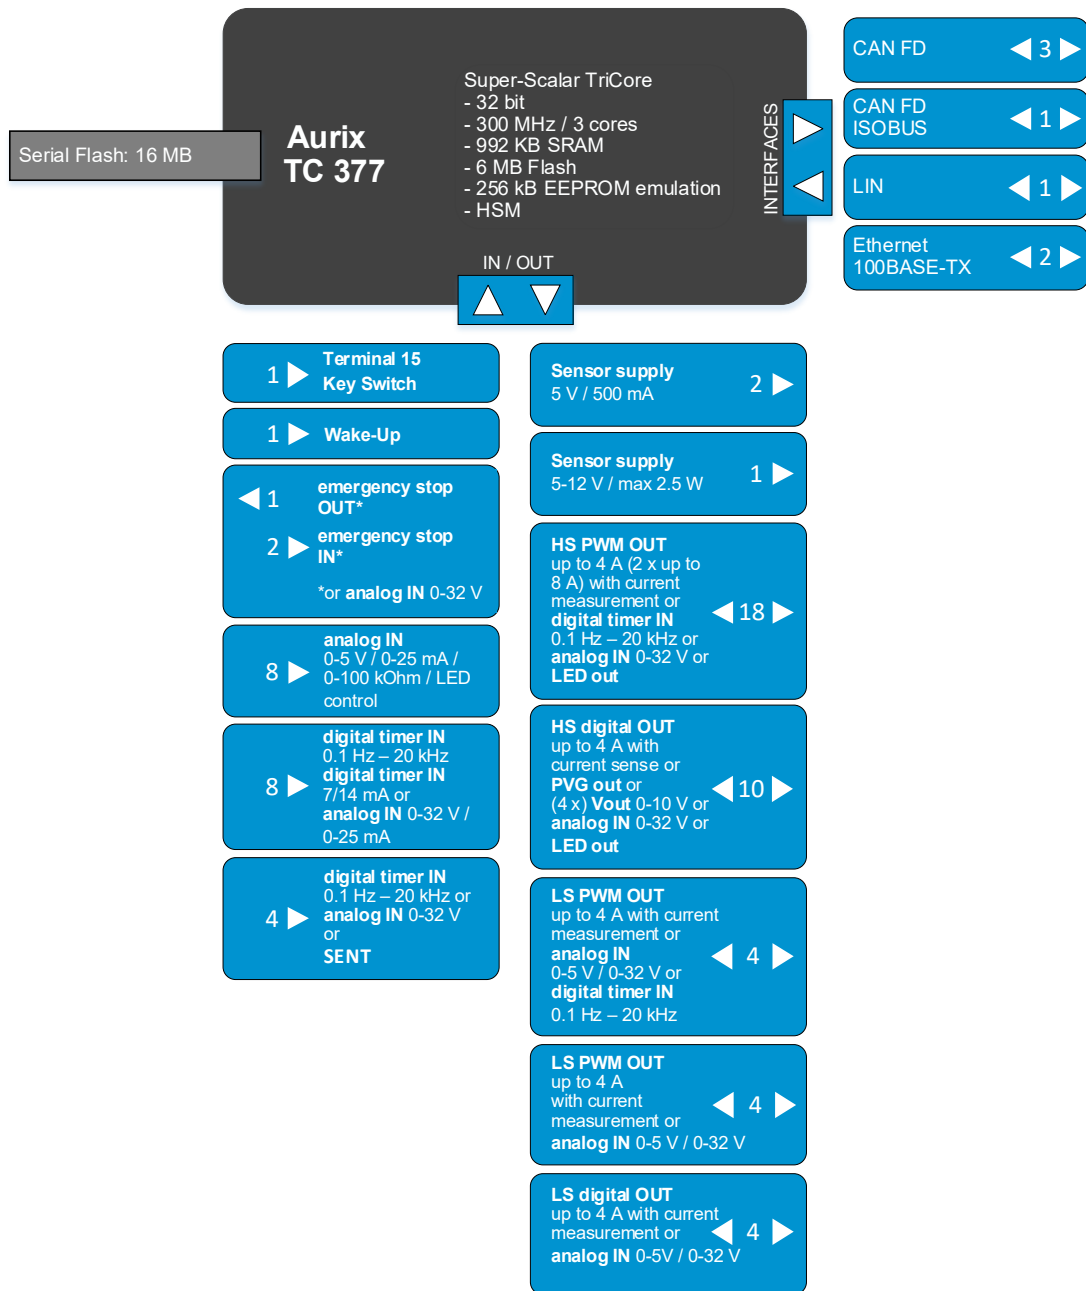 Serial Flash: 16 MB
Aurix
TC 377
Super-Scalar TriCore
- 32 bit
- 300 MHz / 3 cores
- 992 KB SRAM
- 6 MB Flash
- 256 kB EEPROM emulation
- HSM
INTERFACES
IN / OUT
CAN FD
3
CAN FD
ISOBUS
1
LIN
1
Ethernet
100BASE-TX
2
1
Terminal 15
Key Switch
1
Wake-Up
1
emergency stop
OUT*
2
emergency stop
IN*
*or analog IN 0-32 V
8
analog IN
0-5 V / 0-25 mA /
0-100 kOhm / LED
control
8
digital timer IN
0.1 Hz – 20 kHz
digital timer IN
7/14 mA or
analog IN 0-32 V /
0-25 mA
4
digital timer IN
0.1 Hz – 20 kHz or
analog IN 0-32 V
or
SENT
Sensor supply
5 V / 500 mA
2
Sensor supply
5-12 V / max 2.5 W
1
HS PWM OUT
up to 4 A (2 x up to
8 A) with current
measurement or
digital timer IN
0.1 Hz – 20 kHz or
analog IN 0-32 V or
LED out
18
HS digital OUT
up to 4 A with
current sense or
PVG out or
(4 x) Vout 0-10 V or
analog IN 0-32 V or
LED out
10
LS PWM OUT
up to 4 A with current
measurement or
analog IN
0-5 V / 0-32 V or
digital timer IN
0.1 Hz – 20 kHz
4
LS PWM OUT
up to 4 A
with current
measurement or
analog IN 0-5 V / 0-32 V
4
LS digital OUT
up to 4 A with current
measurement or
analog IN 0-5V / 0-32 V
4